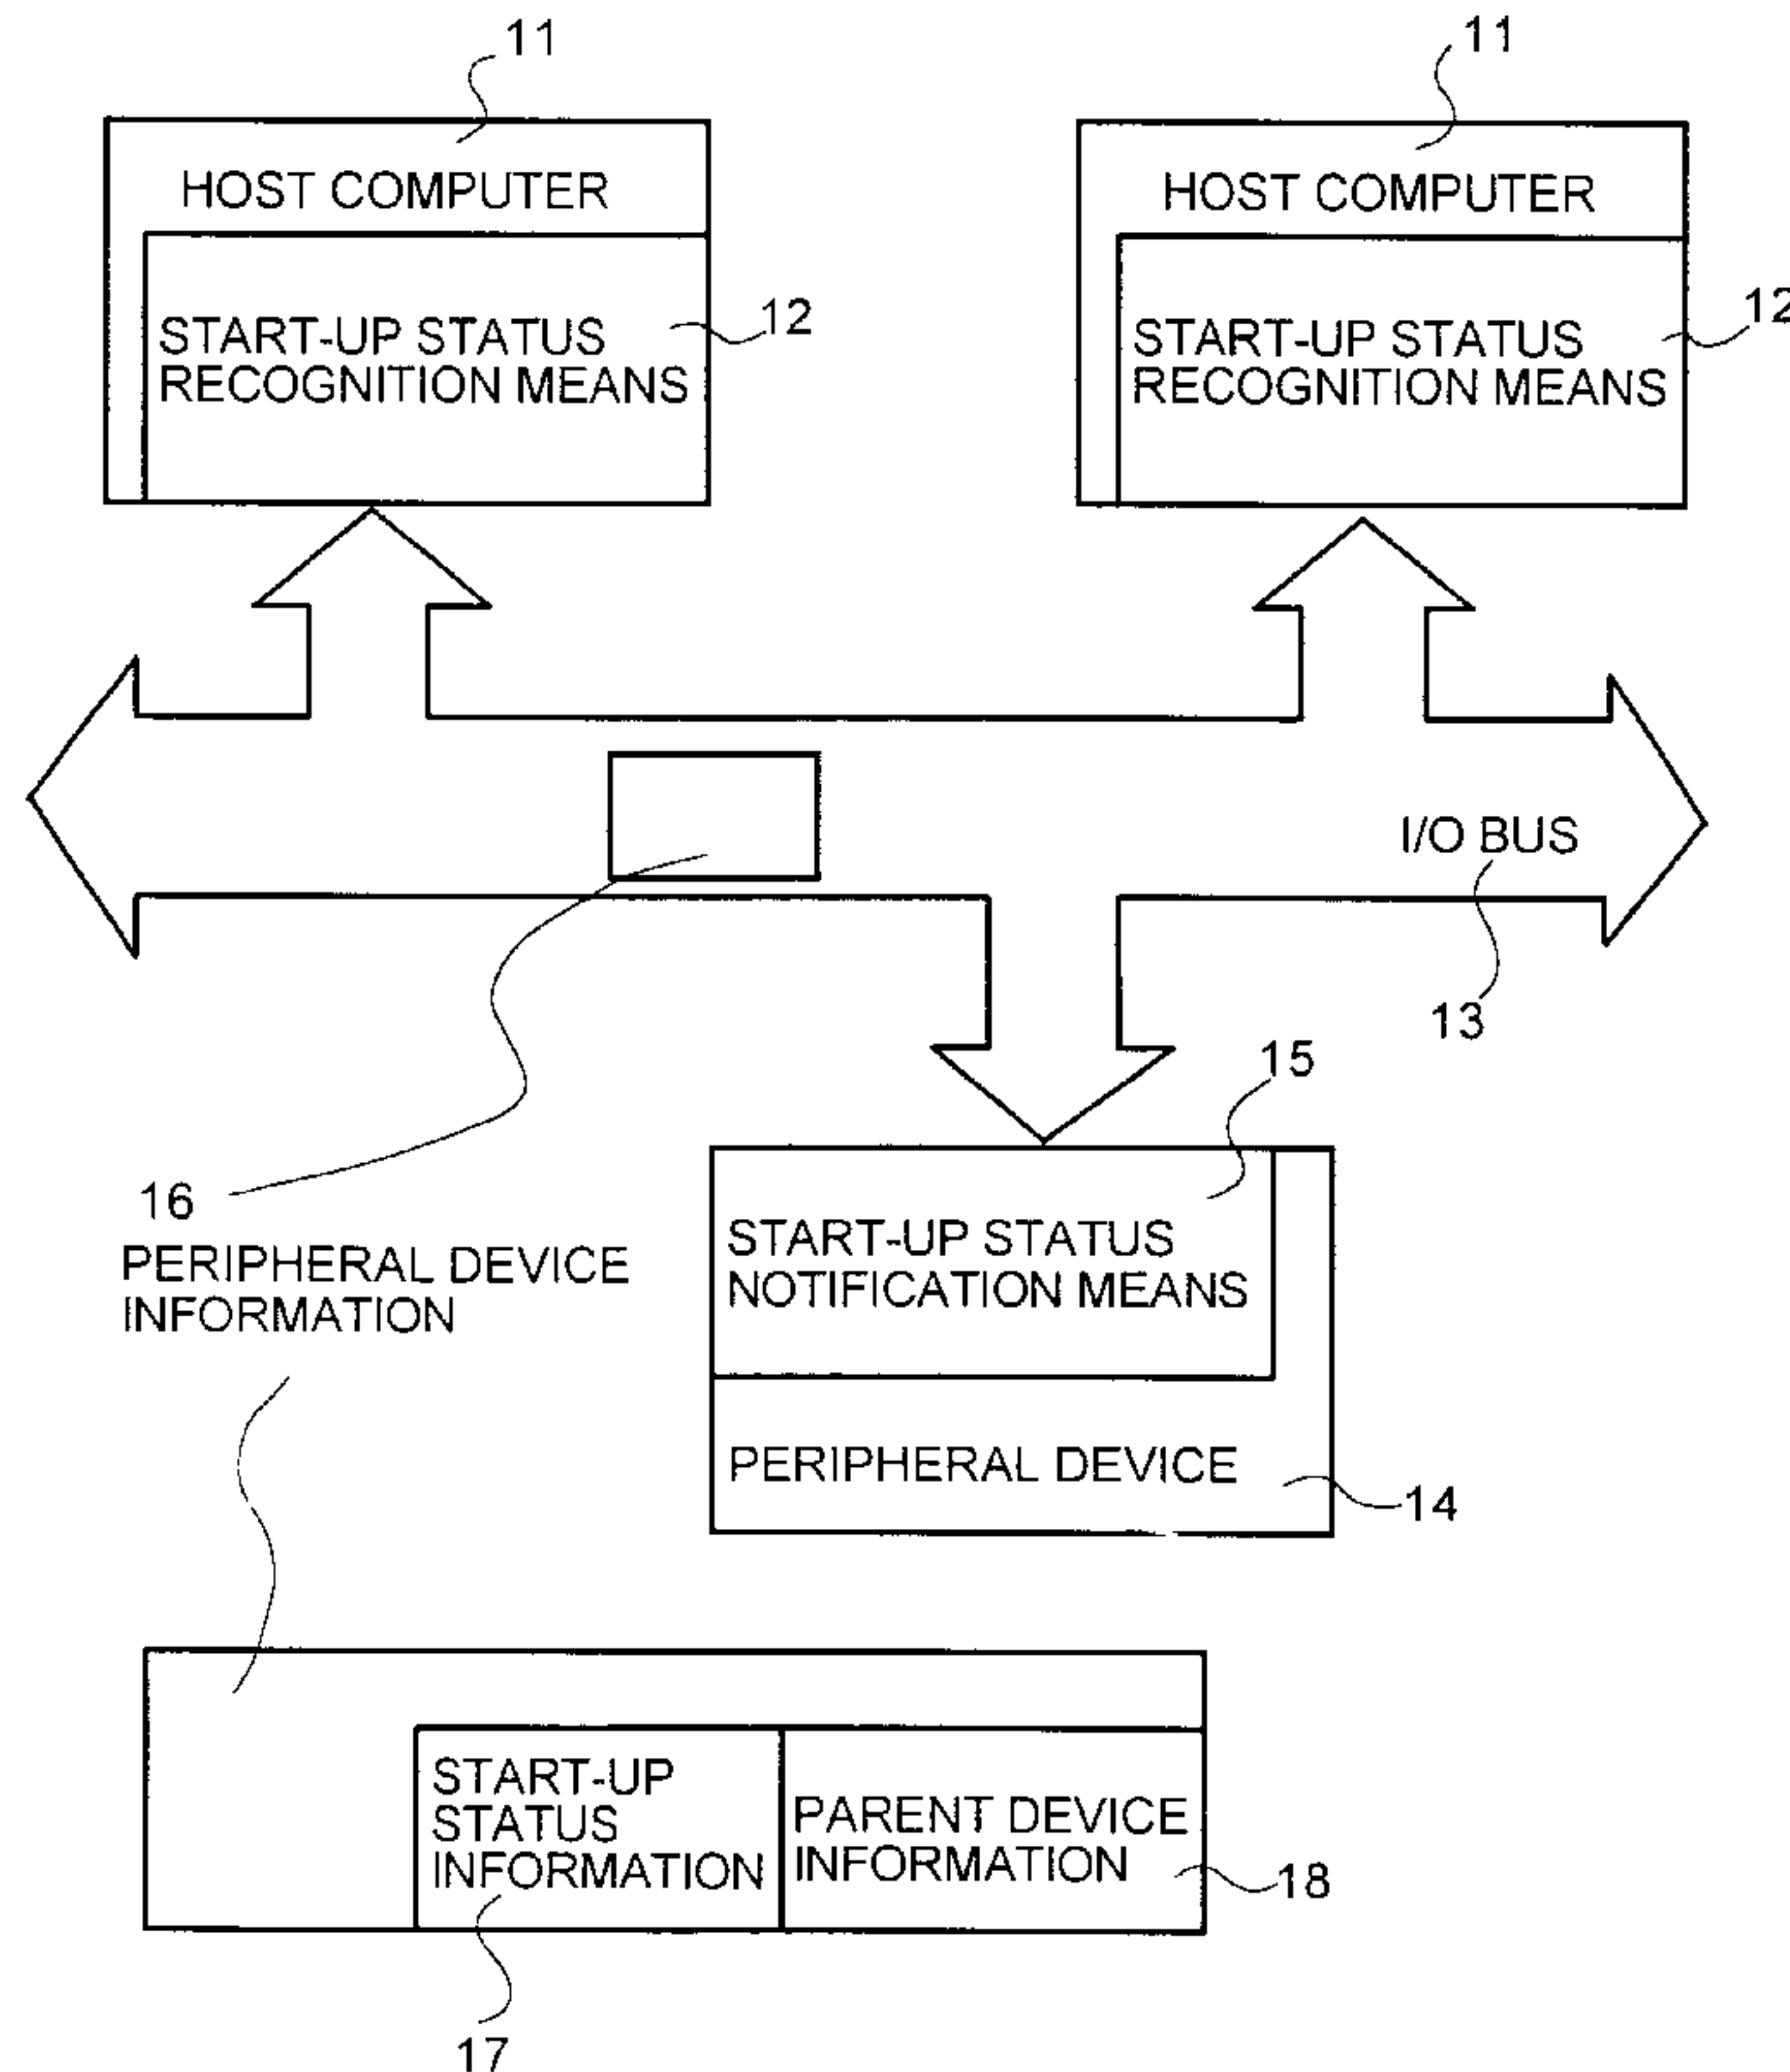 11
11
HOST COMPUTER
HOST COMPUTER
START-UP STATUS
RECOGNITION MEANS
12
START-UP STATUS
RECOGNITION MEANS
12
I/O BUS
13
15
16
PERIPHERAL DEVICE
INFORMATION
START-UP STATUS
NOTIFICATION MEANS
PERIPHERAL DEVICE
14
START-UP
STATUS
INFORMATION
PARENT DEVICE
INFORMATION
18
17